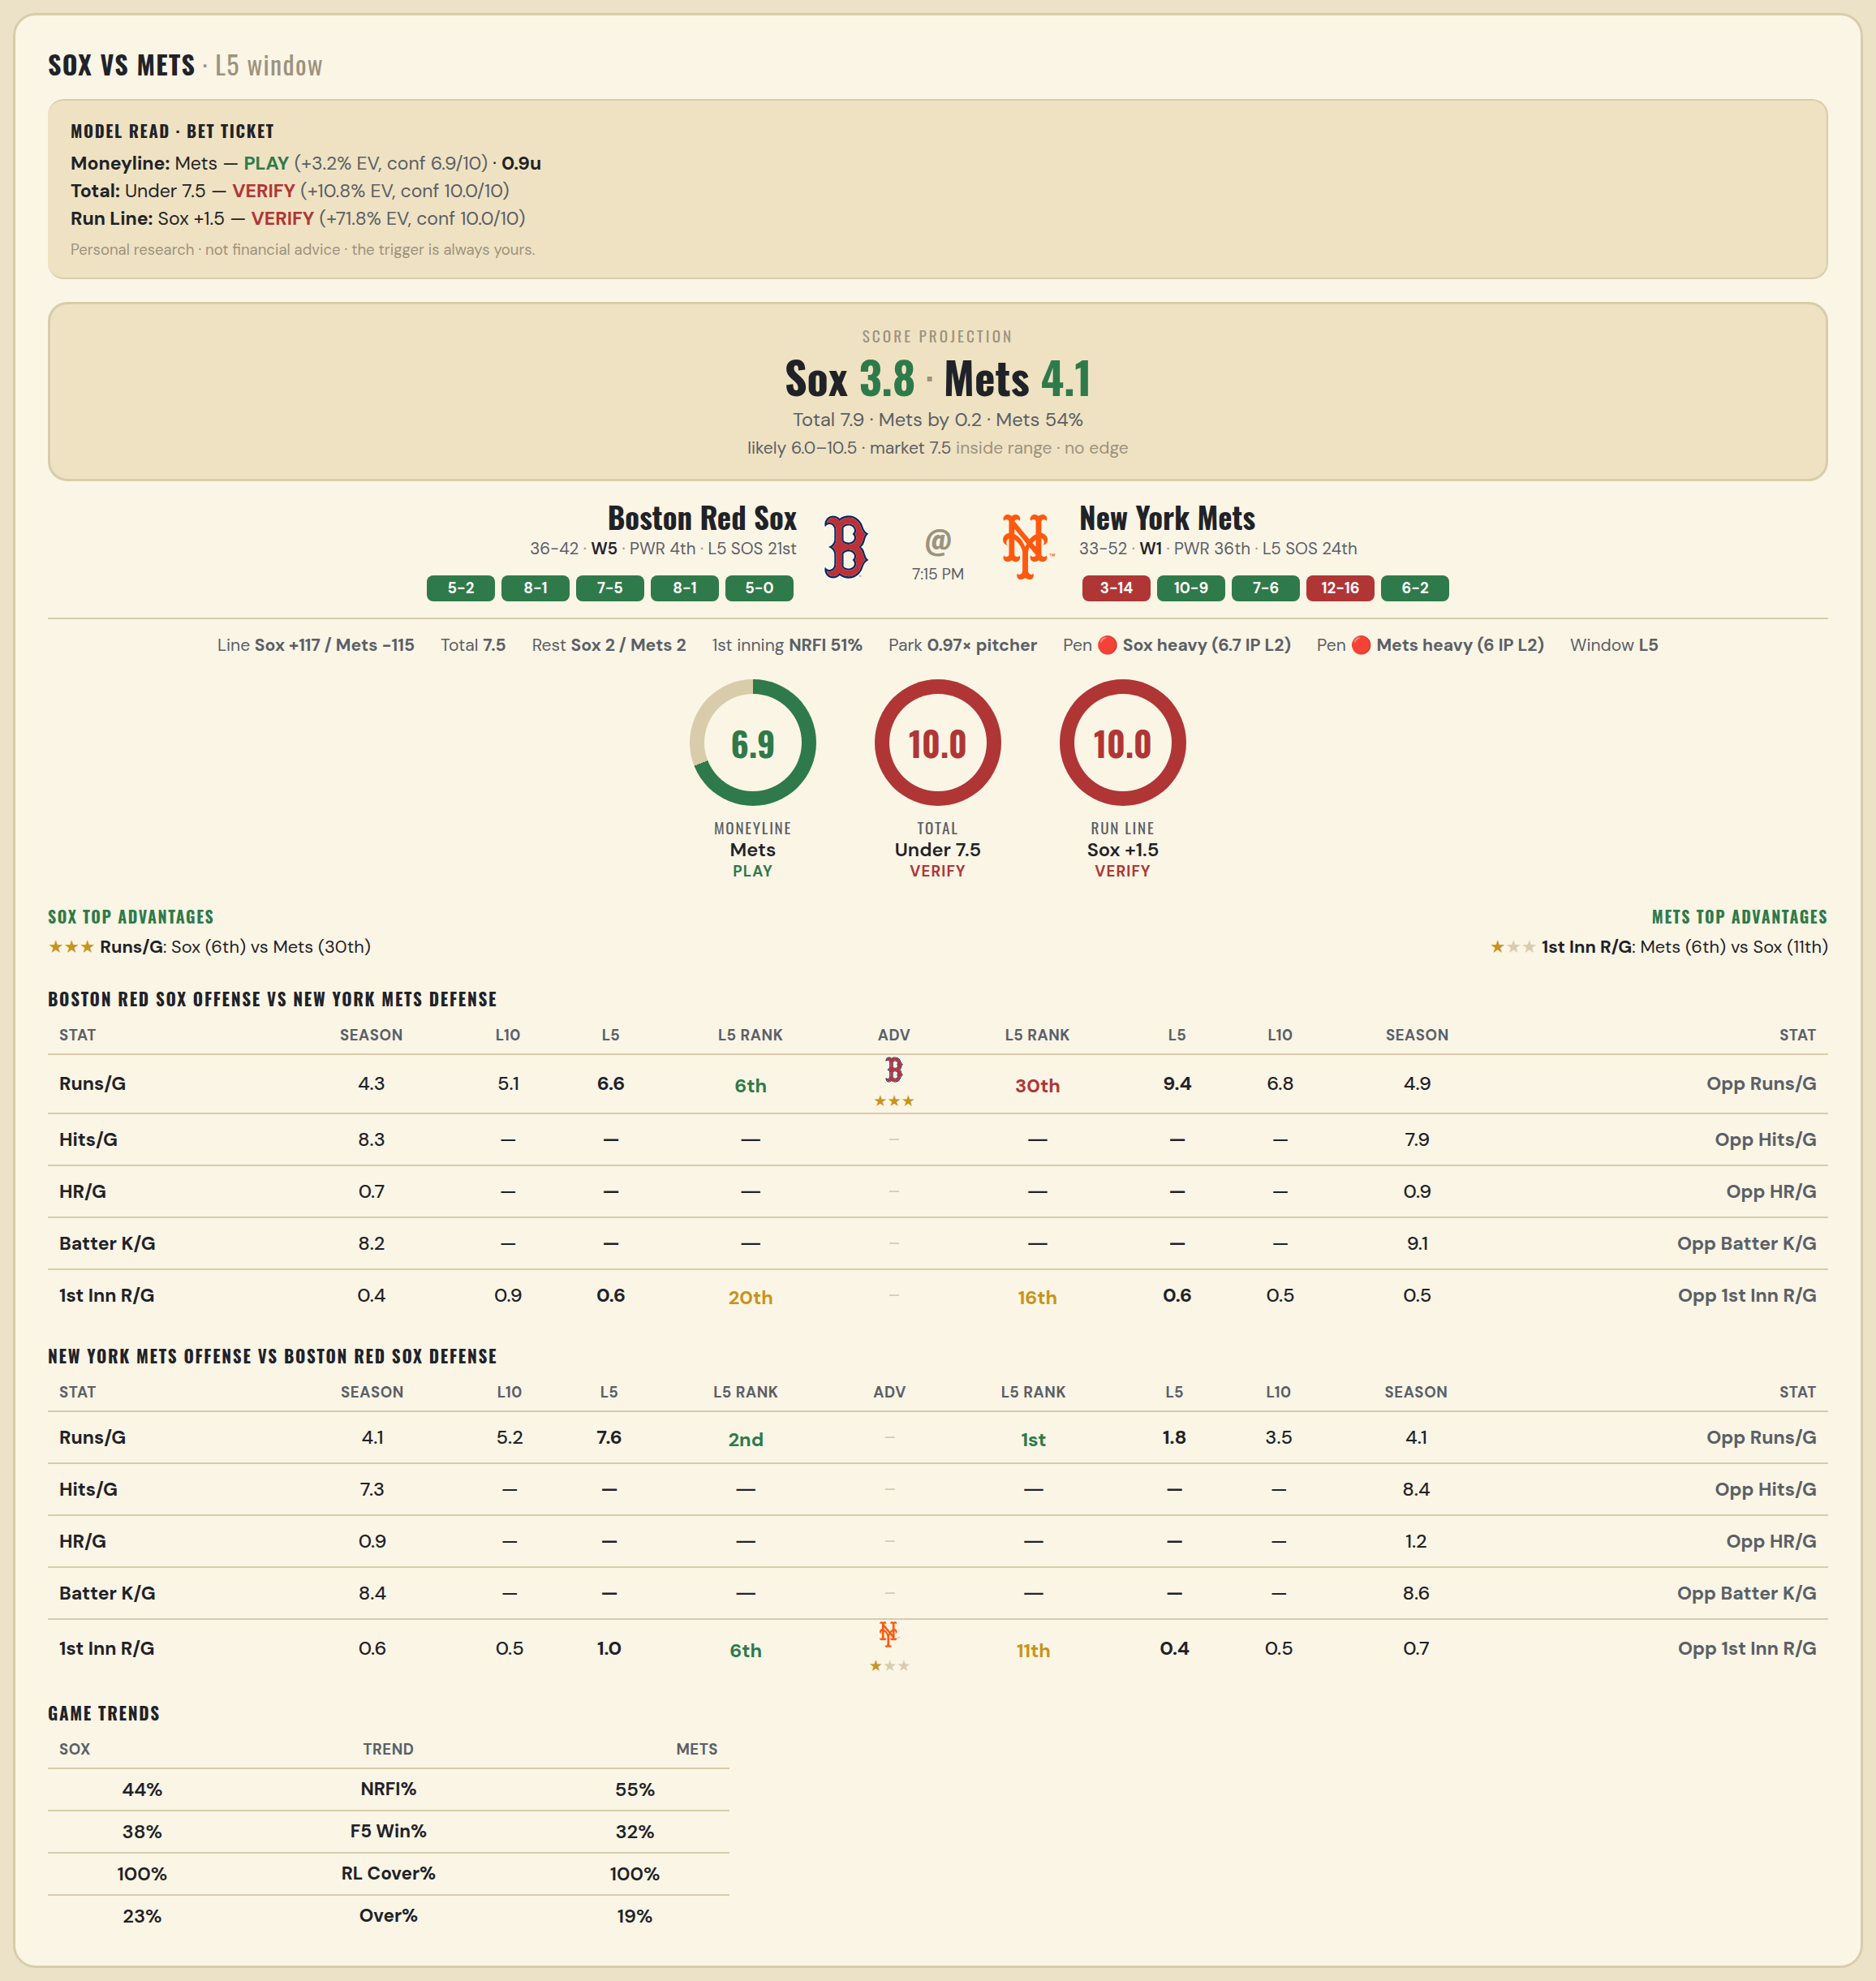 SOX VS METS · L5 window
MODEL READ · BET TICKET
Moneyline: Mets — PLAY (+3.2% EV, conf 6.9/10) · 0.9u
Total: Under 7.5 — VERIFY (+10.8% EV, conf 10.0/10)
Run Line: Sox +1.5 — VERIFY (+71.8% EV, conf 10.0/10)
Personal research · not financial advice · the trigger is always yours.
SCORE PROJECTION
Sox 3.8 · Mets 4.1
Total 7.9 · Mets by 0.2 · Mets 54%
likely 6.0–10.5 · market 7.5 inside range · no edge
Boston Red Sox
36-42 · W5 · PWR 4th · L5 SOS 21st
5-2 8-1 7-5 8-1 5-0
B
@
7:15 PM
NY
™
New York Mets
33-52 · W1 · PWR 36th · L5 SOS 24th
3-14 10-9 7-6 12-16 6-2
Line Sox +117 / Mets -115 Total 7.5 Rest Sox 2 / Mets 2 1st inning NRFI 51% Park 0.97× pitcher Pen 🔴 Sox heavy (6.7 IP L2) Pen 🔴 Mets heavy (6 IP L2) Window L5
6.9 10.0 10.0
MONEYLINE TOTAL RUN LINE
Mets Under 7.5 Sox +1.5
PLAY VERIFY VERIFY
SOX TOP ADVANTAGES
★★★ Runs/G: Sox (6th) vs Mets (30th)
METS TOP ADVANTAGES
★★★ 1st Inn R/G: Mets (6th) vs Sox (11th)
BOSTON RED SOX OFFENSE VS NEW YORK METS DEFENSE
STAT SEASON L10 L5 L5 RANK ADV L5 RANK L5 L10 SEASON STAT
Runs/G 4.3 5.1 6.6 6th B ★★★ 30th 9.4 6.8 4.9 Opp Runs/G
Hits/G 8.3 — — — – — — — 7.9 Opp Hits/G
HR/G 0.7 — — — – — — — 0.9 Opp HR/G
Batter K/G 8.2 — — — – — — — 9.1 Opp Batter K/G
1st Inn R/G 0.4 0.9 0.6 20th – 16th 0.6 0.5 0.5 Opp 1st Inn R/G
NEW YORK METS OFFENSE VS BOSTON RED SOX DEFENSE
STAT SEASON L10 L5 L5 RANK ADV L5 RANK L5 L10 SEASON STAT
Runs/G 4.1 5.2 7.6 2nd – 1st 1.8 3.5 4.1 Opp Runs/G
Hits/G 7.3 — — — – — — — 8.4 Opp Hits/G
HR/G 0.9 — — — – — — — 1.2 Opp HR/G
Batter K/G 8.4 — — — – — — — 8.6 Opp Batter K/G
1st Inn R/G 0.6 0.5 1.0 6th NY ★★★ 11th 0.4 0.5 0.7 Opp 1st Inn R/G
GAME TRENDS
SOX TREND METS
44% NRFI% 55%
38% F5 Win% 32%
100% RL Cover% 100%
23% Over% 19%